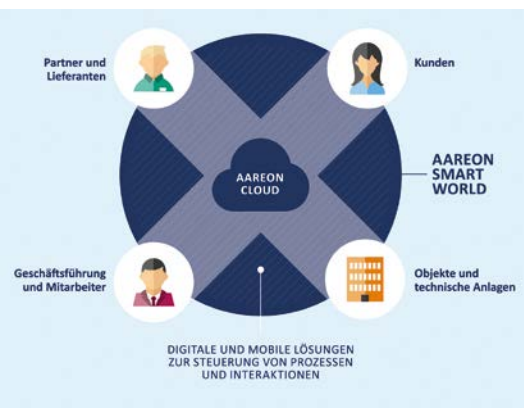 Partner und
Lieferanten
Kunden
AAREON
CLOUD
AAREON
SMART
WORLD
Geschäftsführung
und Mitarbeiter
Objekte und
technische Anlagen
DIGITALE UND MOBILE LÖSUNGEN
ZUR STEUERUNG VON PROZESSEN
UND INTERAKTIONEN